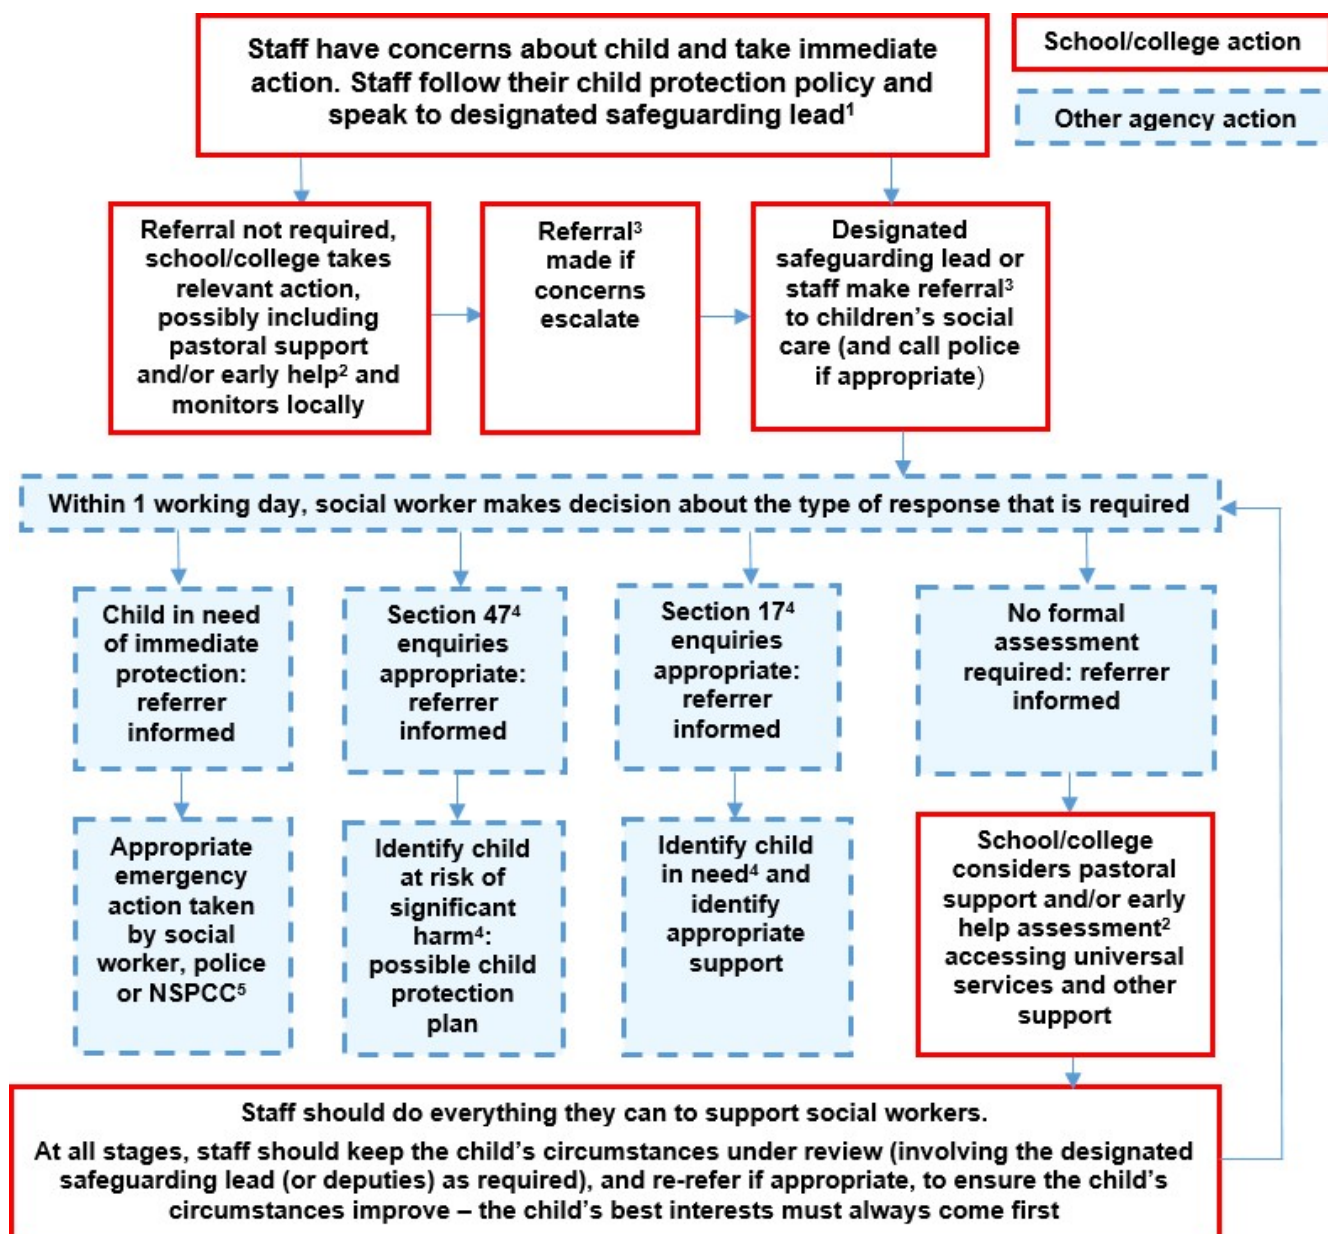 Staff have concerns about child and take immediate
action. Staff follow their child protection policy and
speak to designated safeguarding lead¹
School/college action
Other agency action
Referral not required,
school/college takes
relevant action,
possibly including
pastoral support
and/or early help² and
monitors locally
Referral³
made if
concerns
escalate
Designated
safeguarding lead or
staff make referral³
to children's social
care (and call police
if appropriate)
Within 1 working day, social worker makes decision about the type of response that is required
Child in need
of immediate
protection:
referrer
informed
Section 47⁴
enquiries
appropriate:
referrer
informed
Section 17⁴
enquiries
appropriate:
referrer
informed
No formal
assessment
required: referrer
informed
Appropriate
emergency
action taken
by social
worker, police
or NSPCC⁵
Identify child
at risk of
significant
harm⁴:
possible child
protection
plan
Identify child
in need⁴ and
identify
appropriate
support
School/college
considers pastoral
support and/or early
help assessment²
accessing universal
services and other
support
Staff should do everything they can to support social workers.
At all stages, staff should keep the child's circumstances under review (involving the designated
safeguarding lead (or deputies) as required), and re-refer if appropriate, to ensure the child's
circumstances improve – the child's best interests must always come first